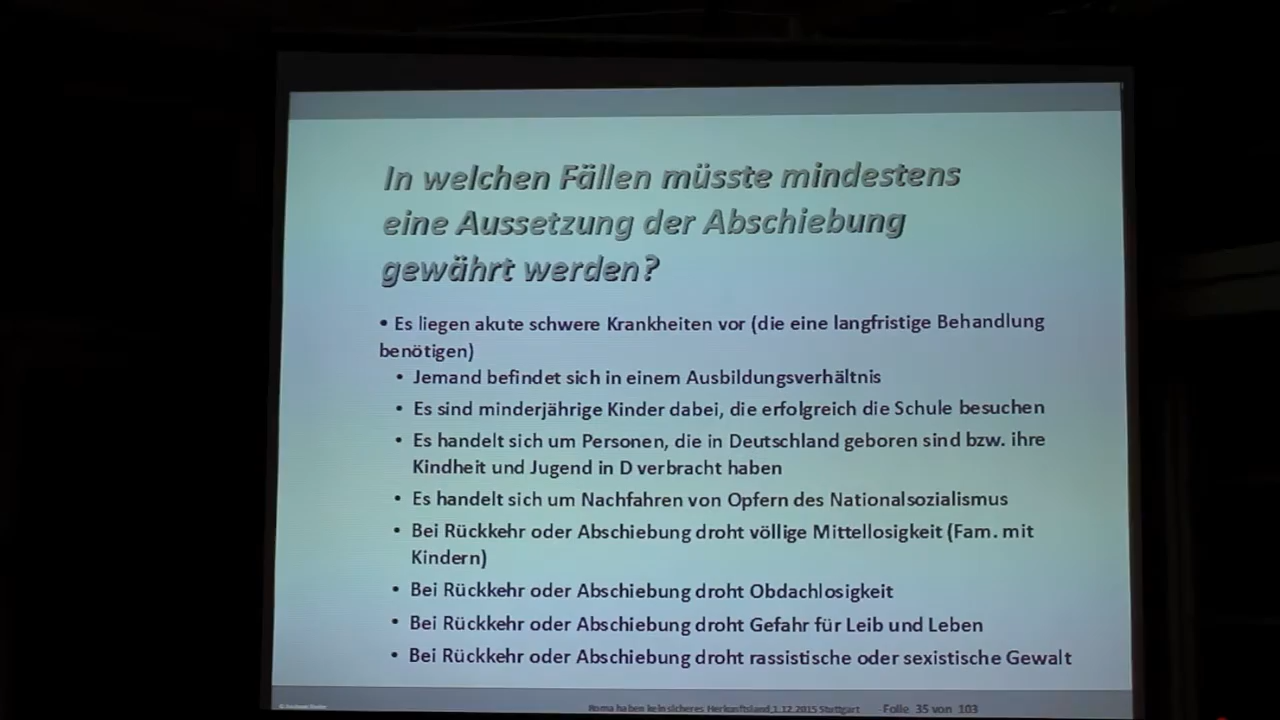 In welchen Fällen müsste mindestens
eine Aussetzung der Abschiebung
gewährt werden?
• Es liegen akute schwere Krankheiten vor (die eine langfristige Behandlung
benötigen)
• Jemand befindet sich in einem Ausbildungsverhältnis
• Es sind minderjährige Kinder dabei, die erfolgreich die Schule besuchen
• Es handelt sich um Personen, die in Deutschland geboren sind bzw. ihre
Kindheit und Jugend in D verbracht haben
• Es handelt sich um Nachfahren von Opfern des Nationalsozialismus
• Bei Rückkehr oder Abschiebung droht völlige Mittellosigkeit (Fam. mit
Kindern)
• Bei Rückkehr oder Abschiebung droht Obdachlosigkeit
• Bei Rückkehr oder Abschiebung droht Gefahr für Leib und Leben
• Bei Rückkehr oder Abschiebung droht rassistische oder sexistische Gewalt
Roma haben kein sicheres Herkunftsland,1.12.2015 Stuttgart Folie 35 von 103